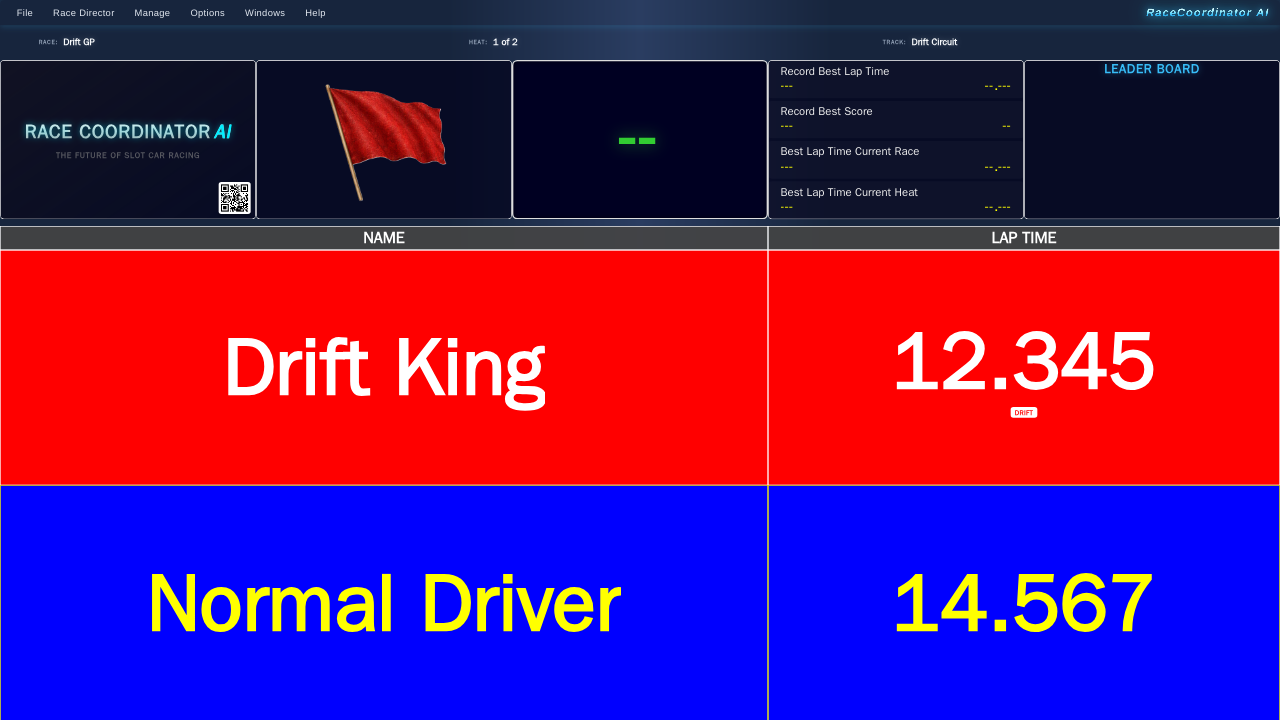 File Race Director Manage Options Windows Help RaceCoordinator AI
RACE: Drift GP HEAT: 1 of 2 TRACK: Drift Circuit
RACE COORDINATOR AI
THE FUTURE OF SLOT CAR RACING
--
Record Best Lap Time
--- --.---
Record Best Score
--- --
Best Lap Time Current Race
--- --.---
Best Lap Time Current Heat
--- --.---
LEADER BOARD
NAME LAP TIME
Drift King 12.345
DRIFT
Normal Driver 14.567